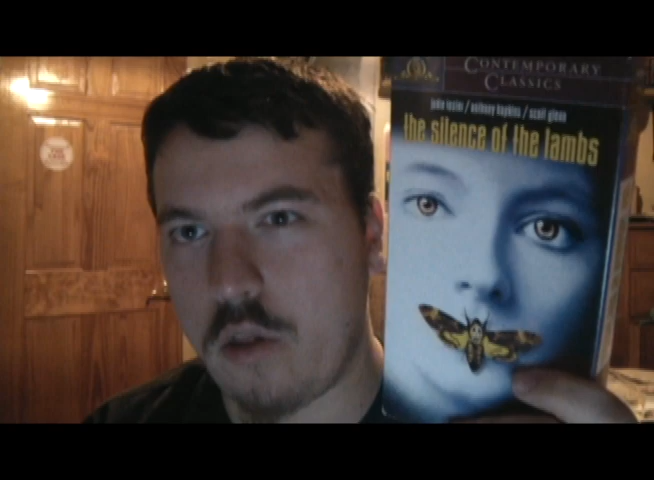 CONTEMPORARY
CLASSICS
jodie foster / anthony hopkins / scott glenn
the silence of the lambs